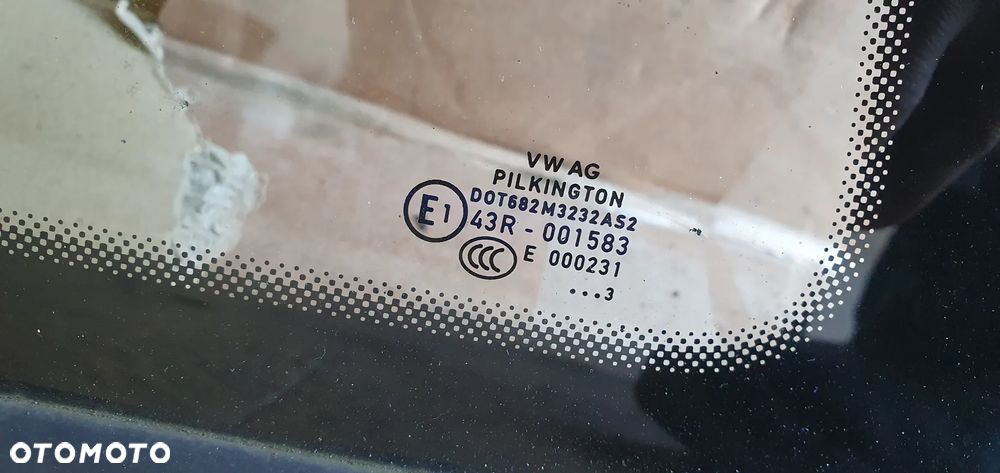 VW AG
PILKINGTON
DOT682M3232AS2
E1
43R - 001583
CCC E 000231
...3
OTOMOTO